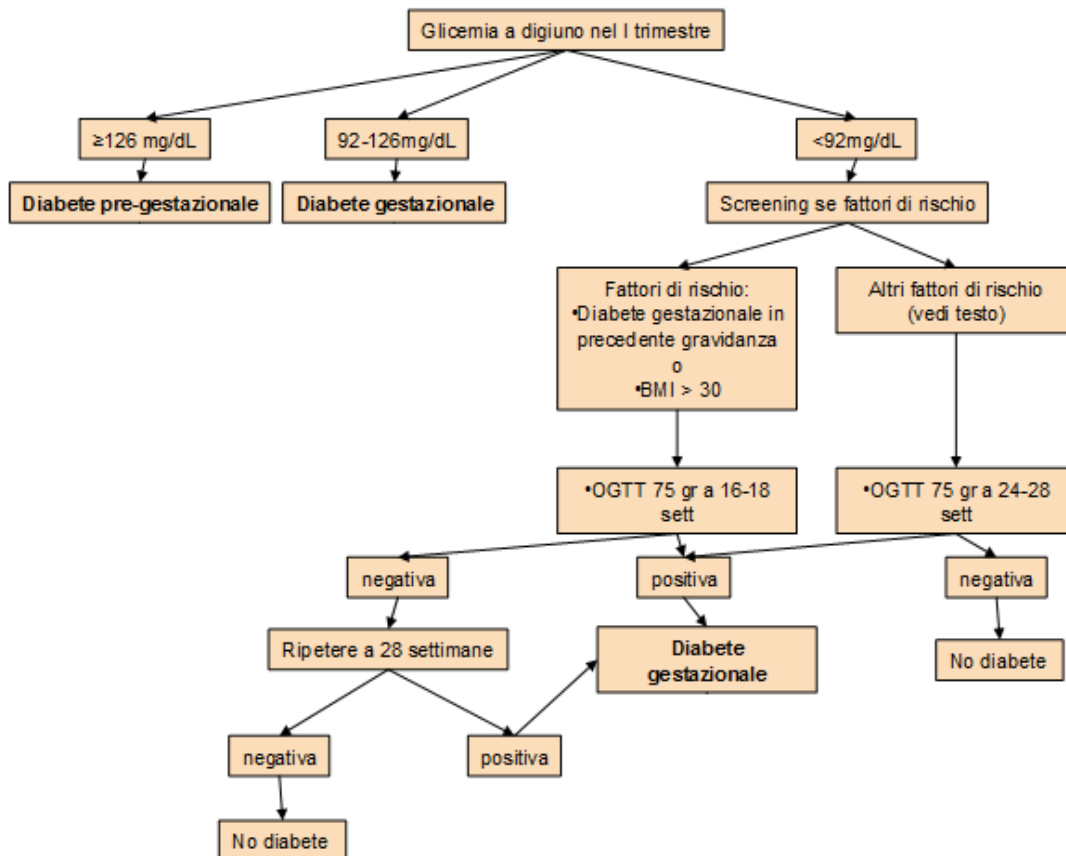 Glicemia a digiuno nel I trimestre
≥126 mg/dL
92-126mg/dL
<92mg/dL
Diabete pre-gestazionale
Diabete gestazionale
Screening se fattori di rischio
Fattori di rischio:
•Diabete gestazionale in
precedente gravidanza
o
•BMI > 30
Altri fattori di rischio
(vedi testo)
•OGTT 75 gr a 16-18
sett
•OGTT 75 gr a 24-28
sett
negativa
positiva
negativa
Ripetere a 28 settimane
Diabete
gestazionale
No diabete
negativa
positiva
No diabete